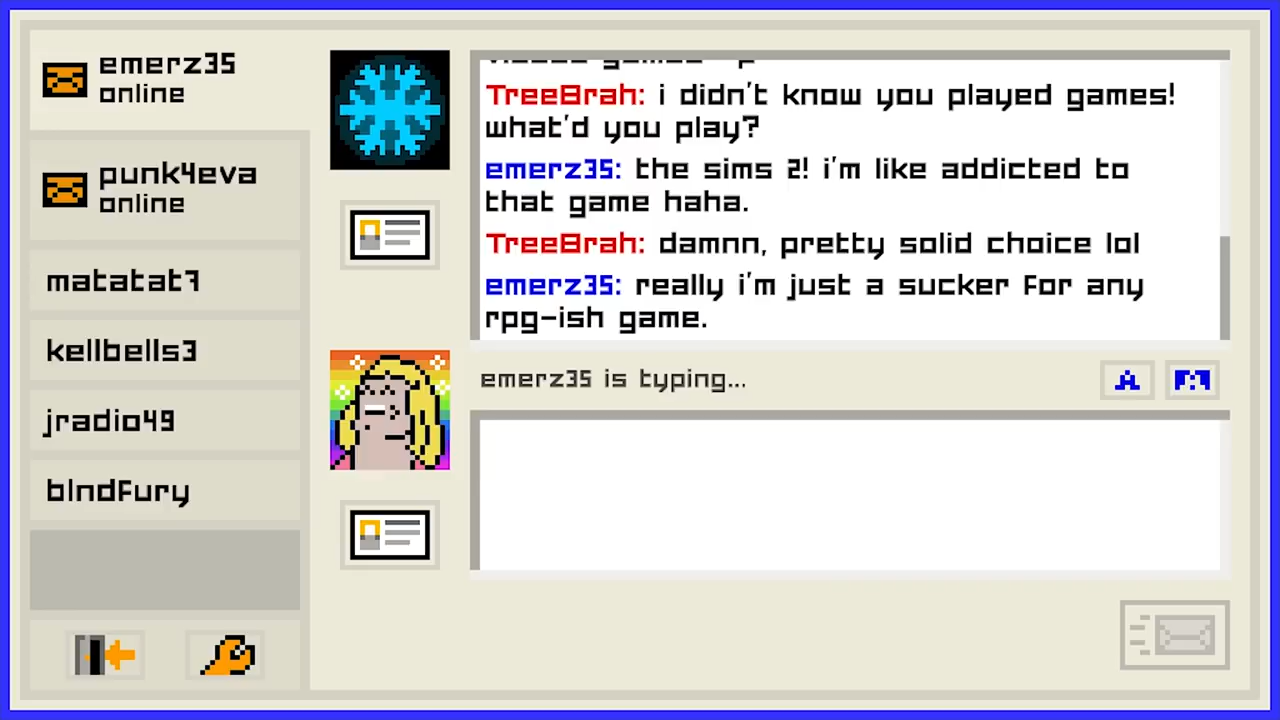 emerz35
online
punk4eva
online
matatat7
kellbells3
jradio49
blndfury
TreeBrah: i didn't know you played games!
what'd you play?
emerz35: the sims 2! i'm like addicted to
that game haha.
TreeBrah: damnn, pretty solid choice lol
emerz35: really i'm just a sucker for any
rpg-ish game.
emerz35 is typing...
A